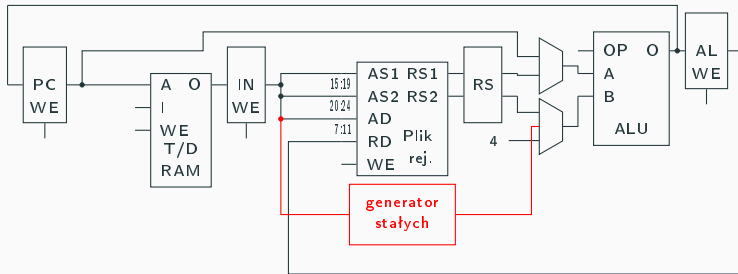 PC
WE
A O
I
WE
T/D
RAM
IN
WE
15:19
20:24
7:11
AS1 RS1
AS2 RS2
AD
RD
WE
Plik
rej.
RS
4
generator
stałych
OP O
A
B
ALU
AL
WE